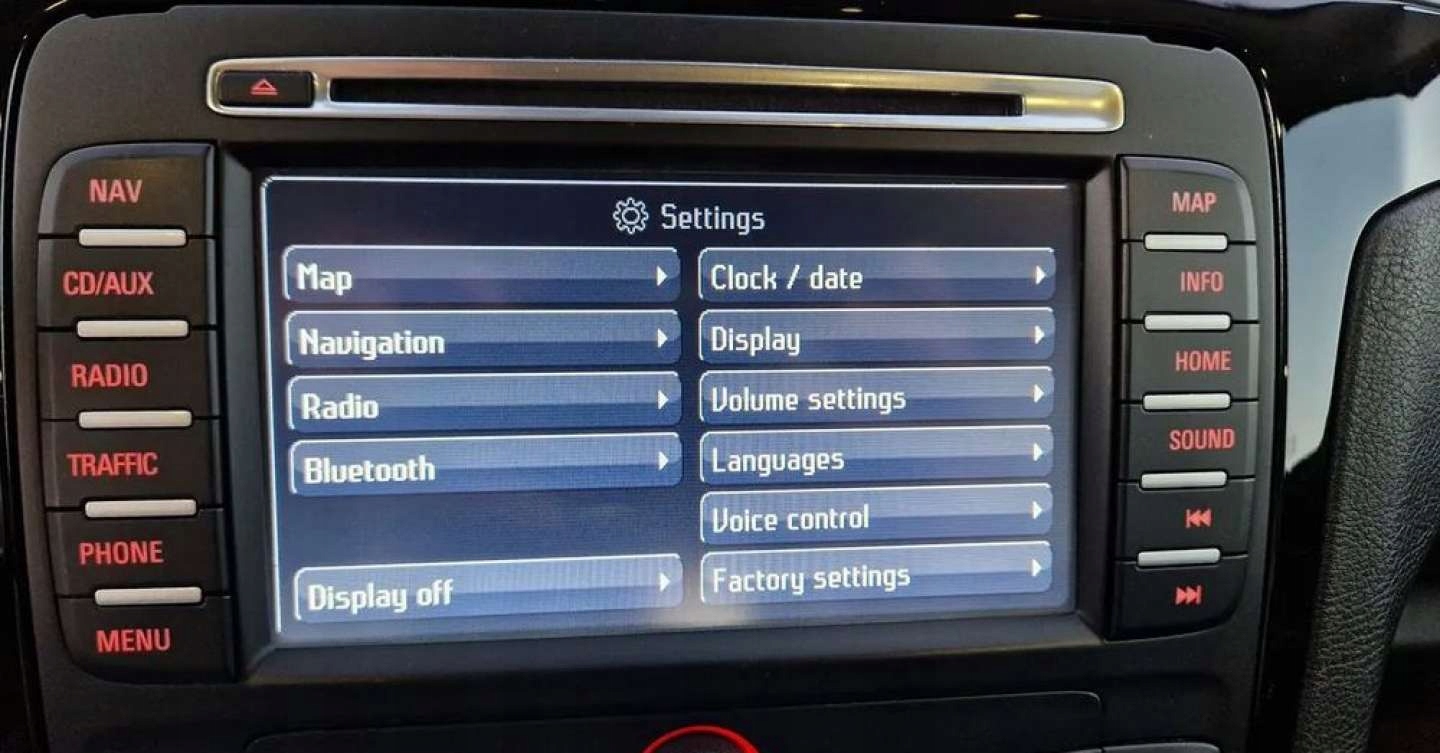 NAV
CD/AUX
RADIO
TRAFFIC
PHONE
MENU
Settings
Map
Navigation
Radio
Bluetooth
Display off
Clock / date
Display
Volume settings
Languages
Voice control
Factory settings
MAP
INFO
HOME
SOUND